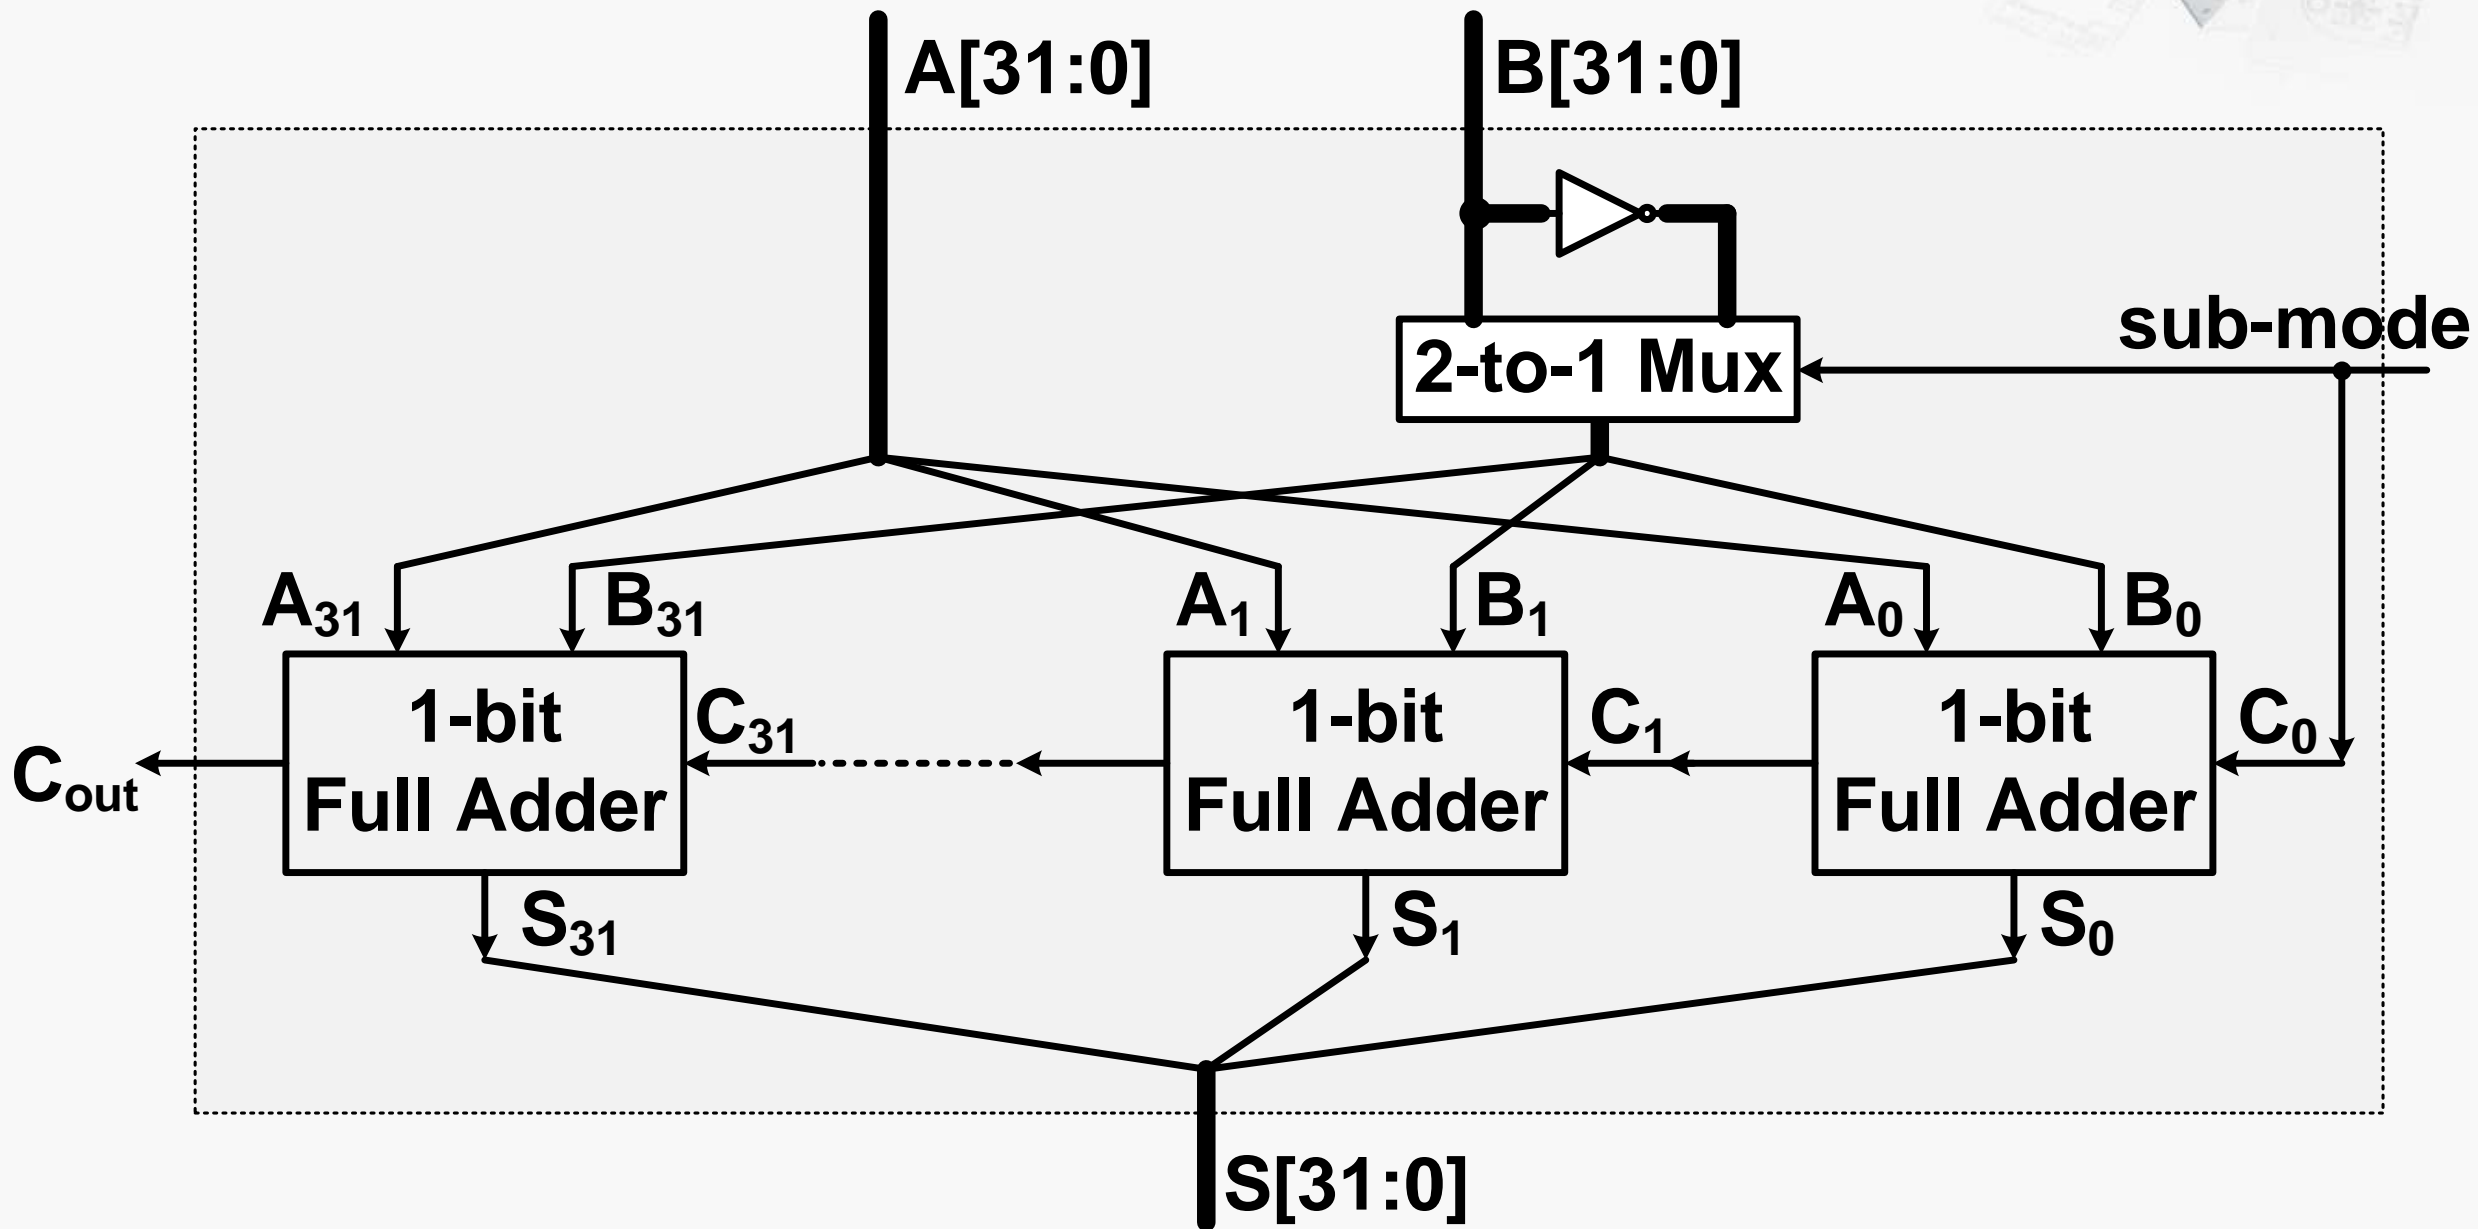 A[31:0]
B[31:0]
sub-mode
2-to-1 Mux
A₃₁
B₃₁
A₁
B₁
A₀
B₀
1-bit
Full Adder
C₃₁
1-bit
Full Adder
C₁
1-bit
Full Adder
C₀
Cout
S₃₁
S₁
S₀
S[31:0]